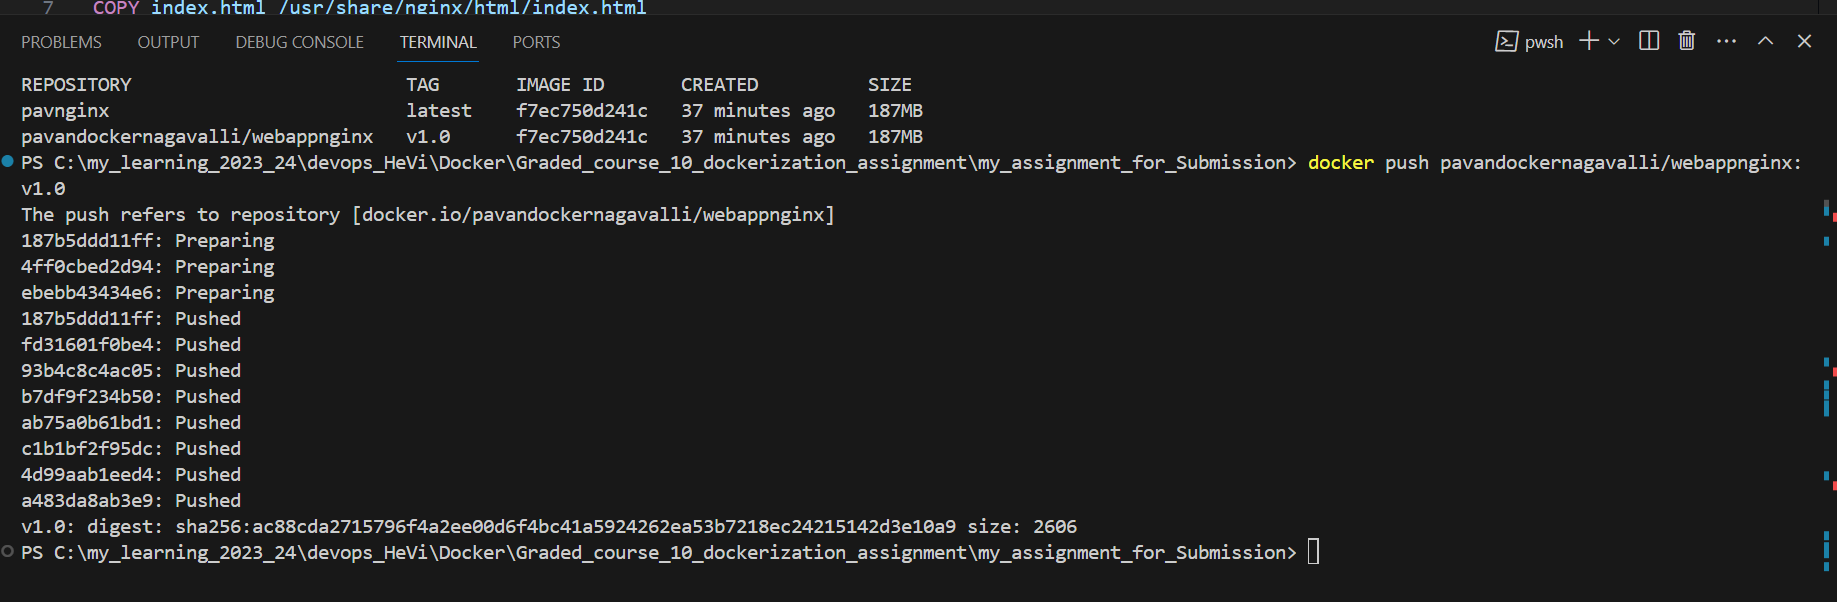 7 COPY index.html /usr/share/nginx/html/index.html
PROBLEMS OUTPUT DEBUG CONSOLE TERMINAL PORTS pwsh
REPOSITORY TAG IMAGE ID CREATED SIZE
pavnginx latest f7ec750d241c 37 minutes ago 187MB
pavandockernagavalli/webappnginx v1.0 f7ec750d241c 37 minutes ago 187MB
PS C:\my_learning_2023_24\devops_HeVi\Docker\Graded_course_10_dockerization_assignment\my_assignment_for_Submission> docker push pavandockernagavalli/webappnginx:
v1.0
The push refers to repository [docker.io/pavandockernagavalli/webappnginx]
187b5ddd11ff: Preparing
4ff0cbed2d94: Preparing
ebebb43434e6: Preparing
187b5ddd11ff: Pushed
fd31601f0be4: Pushed
93b4c8c4ac05: Pushed
b7df9f234b50: Pushed
ab75a0b61bd1: Pushed
c1b1bf2f95dc: Pushed
4d99aab1eed4: Pushed
a483da8ab3e9: Pushed
v1.0: digest: sha256:ac88cda2715796f4a2ee00d6f4bc41a5924262ea53b7218ec24215142d3e10a9 size: 2606
PS C:\my_learning_2023_24\devops_HeVi\Docker\Graded_course_10_dockerization_assignment\my_assignment_for_Submission>